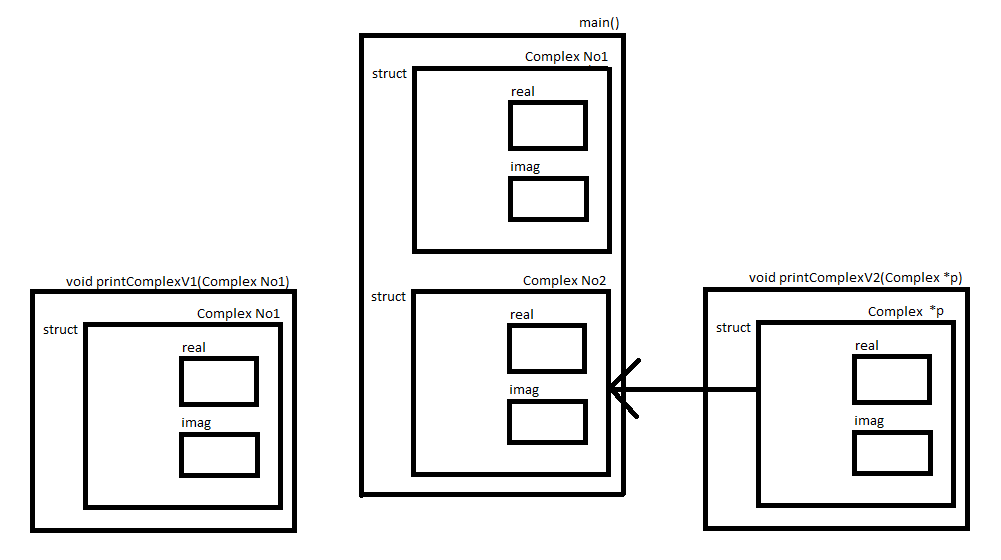 main()
Complex No1
struct
real
imag
Complex No2
struct
real
imag
void printComplexV1(Complex No1)
Complex No1
struct
real
imag
void printComplexV2(Complex *p)
Complex *p
struct
real
imag